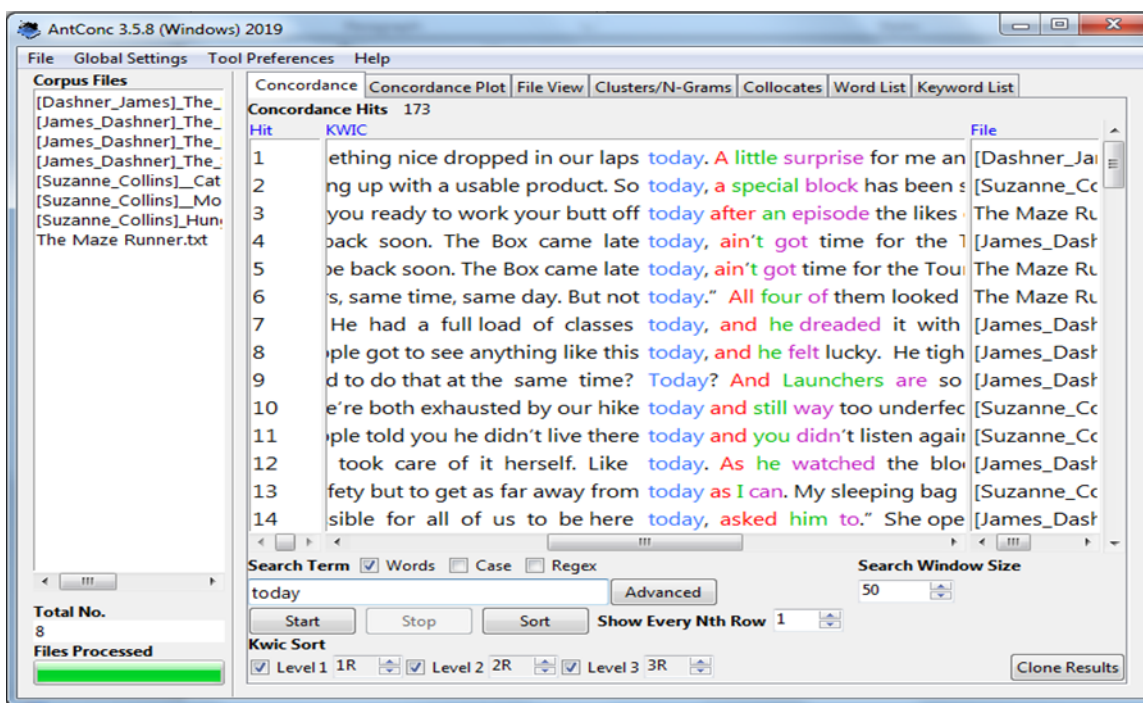 AntConc 3.5.8 (Windows) 2019
File Global Settings Tool Preferences Help
Corpus Files
[Dashner_James]_The_
[James_Dashner]_The_
[James_Dashner]_The_
[James_Dashner]_The_
[Suzanne_Collins]__Cat
[Suzanne_Collins]__Mo
[Suzanne_Collins]_Hun
The Maze Runner.txt
Total No.
8
Files Processed
Concordance Concordance Plot File View Clusters/N-Grams Collocates Word List Keyword List
Concordance Hits 173
Hit KWIC File
1 ething nice dropped in our laps today. A little surprise for me an [Dashner_Ja
2 ng up with a usable product. So today, a special block has been s [Suzanne_Co
3 you ready to work your butt off today after an episode the likes The Maze Ru
4 back soon. The Box came late today, ain't got time for the T [James_Dash
5 be back soon. The Box came late today, ain't got time for the Tou The Maze Ru
6 s, same time, same day. But not today." All four of them looked The Maze Ru
7 He had a full load of classes today, and he dreaded it with [James_Dash
8 ple got to see anything like this today, and he felt lucky. He tigh [James_Dash
9 d to do that at the same time? Today? And Launchers are so [James_Dash
10 e're both exhausted by our hike today and still way too underfed [Suzanne_Co
11 ple told you he didn't live there today and you didn't listen agai [Suzanne_Co
12 took care of it herself. Like today. As he watched the blo [James_Dash
13 fety but to get as far away from today as I can. My sleeping bag [Suzanne_Co
14 sible for all of us to be here today, asked him to." She ope [James_Dash
Search Term Words Case Regex Search Window Size
today Advanced 50
Start Stop Sort Show Every Nth Row 1
Kwic Sort
Level 1 1R Level 2 2R Level 3 3R Clone Results